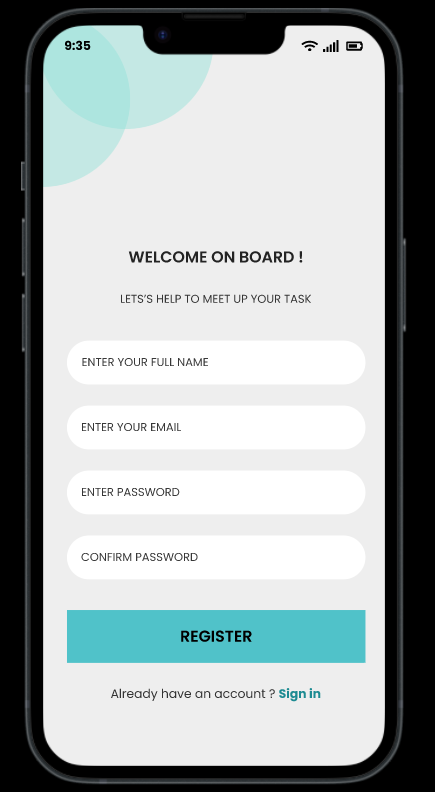 9:35
WELCOME ON BOARD !
LETS'S HELP TO MEET UP YOUR TASK
ENTER YOUR FULL NAME
ENTER YOUR EMAIL
ENTER PASSWORD
CONFIRM PASSWORD
REGISTER
Already have an account ? Sign in